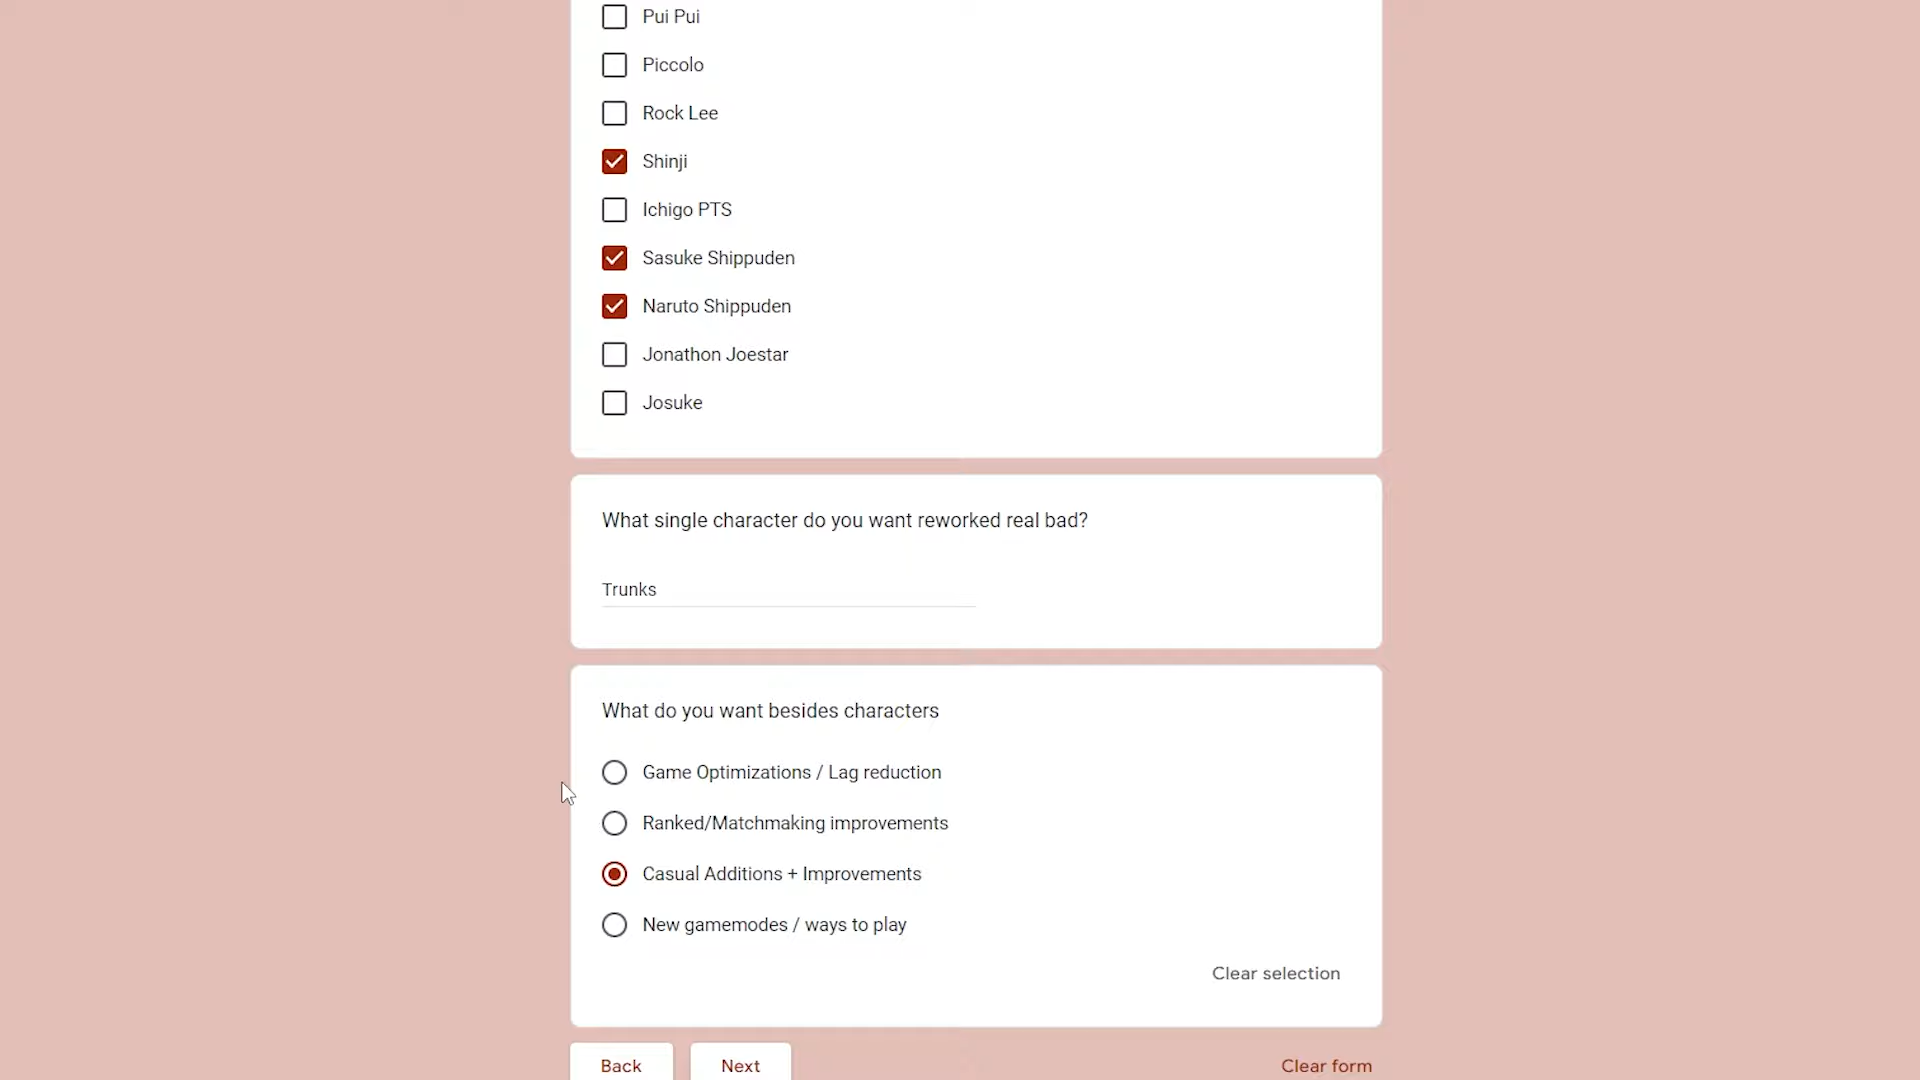 Pui Pui
Piccolo
Rock Lee
Shinji
Ichigo PTS
Sasuke Shippuden
Naruto Shippuden
Jonathon Joestar
Josuke
What single character do you want reworked real bad?
Trunks
What do you want besides characters
Game Optimizations / Lag reduction
Ranked/Matchmaking improvements
Casual Additions + Improvements
New gamemodes / ways to play
Clear selection
Back
Next
Clear form